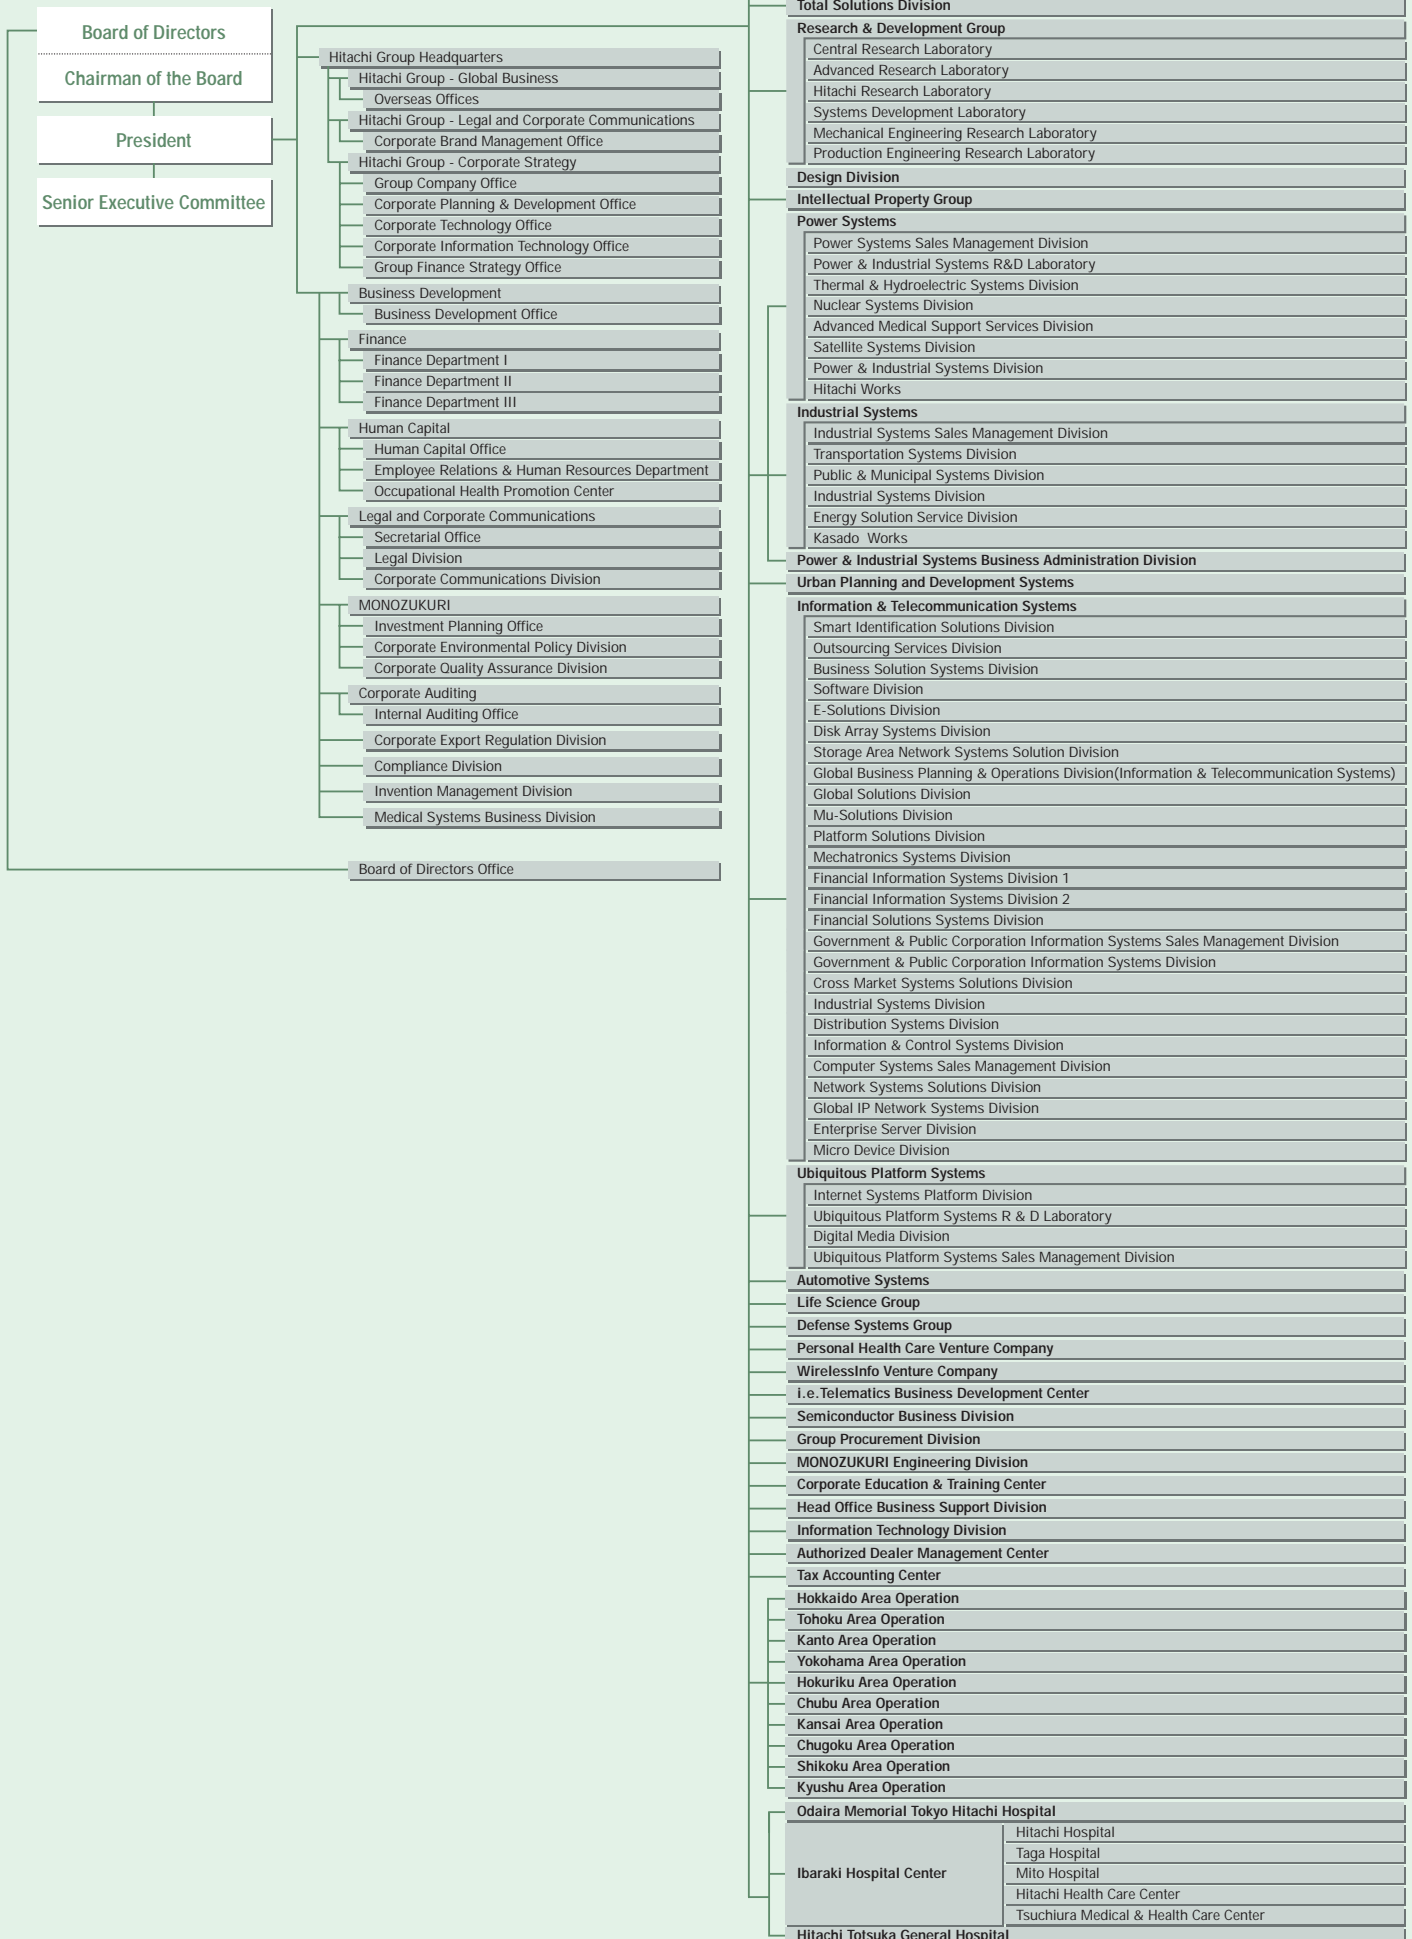 Board of Directors
Chairman of the Board
President
Senior Executive Committee
Hitachi Group Headquarters
Hitachi Group - Global Business
Overseas Offices
Hitachi Group - Legal and Corporate Communications
Corporate Brand Management Office
Hitachi Group - Corporate Strategy
Group Company Office
Corporate Planning & Development Office
Corporate Technology Office
Corporate Information Technology Office
Group Finance Strategy Office
Business Development
Business Development Office
Finance
Finance Department I
Finance Department II
Finance Department III
Human Capital
Human Capital Office
Employee Relations & Human Resources Department
Occupational Health Promotion Center
Legal and Corporate Communications
Secretarial Office
Legal Division
Corporate Communications Division
MONOZUKURI
Investment Planning Office
Corporate Environmental Policy Division
Corporate Quality Assurance Division
Corporate Auditing
Internal Auditing Office
Corporate Export Regulation Division
Compliance Division
Invention Management Division
Medical Systems Business Division
Board of Directors Office
Total Solutions Division
Research & Development Group
Central Research Laboratory
Advanced Research Laboratory
Hitachi Research Laboratory
Systems Development Laboratory
Mechanical Engineering Research Laboratory
Production Engineering Research Laboratory
Design Division
Intellectual Property Group
Power Systems
Power Systems Sales Management Division
Power & Industrial Systems R&D Laboratory
Thermal & Hydroelectric Systems Division
Nuclear Systems Division
Advanced Medical Support Services Division
Satellite Systems Division
Power & Industrial Systems Division
Hitachi Works
Industrial Systems
Industrial Systems Sales Management Division
Transportation Systems Division
Public & Municipal Systems Division
Industrial Systems Division
Energy Solution Service Division
Kasado Works
Power & Industrial Systems Business Administration Division
Urban Planning and Development Systems
Information & Telecommunication Systems
Smart Identification Solutions Division
Outsourcing Services Division
Business Solution Systems Division
Software Division
E-Solutions Division
Disk Array Systems Division
Storage Area Network Systems Solution Division
Global Business Planning & Operations Division(Information & Telecommunication Systems)
Global Solutions Division
Mu-Solutions Division
Platform Solutions Division
Mechatronics Systems Division
Financial Information Systems Division 1
Financial Information Systems Division 2
Financial Solutions Systems Division
Government & Public Corporation Information Systems Sales Management Division
Government & Public Corporation Information Systems Division
Cross Market Systems Solutions Division
Industrial Systems Division
Distribution Systems Division
Information & Control Systems Division
Computer Systems Sales Management Division
Network Systems Solutions Division
Global IP Network Systems Division
Enterprise Server Division
Micro Device Division
Ubiquitous Platform Systems
Internet Systems Platform Division
Ubiquitous Platform Systems R & D Laboratory
Digital Media Division
Ubiquitous Platform Systems Sales Management Division
Automotive Systems
Life Science Group
Defense Systems Group
Personal Health Care Venture Company
WirelessInfo Venture Company
i.e.Telematics Business Development Center
Semiconductor Business Division
Group Procurement Division
MONOZUKURI Engineering Division
Corporate Education & Training Center
Head Office Business Support Division
Information Technology Division
Authorized Dealer Management Center
Tax Accounting Center
Hokkaido Area Operation
Tohoku Area Operation
Kanto Area Operation
Yokohama Area Operation
Hokuriku Area Operation
Chubu Area Operation
Kansai Area Operation
Chugoku Area Operation
Shikoku Area Operation
Kyushu Area Operation
Odaira Memorial Tokyo Hitachi Hospital
Ibaraki Hospital Center
Hitachi Hospital
Taga Hospital
Mito Hospital
Hitachi Health Care Center
Tsuchiura Medical & Health Care Center
Hitachi Totsuka General Hospital